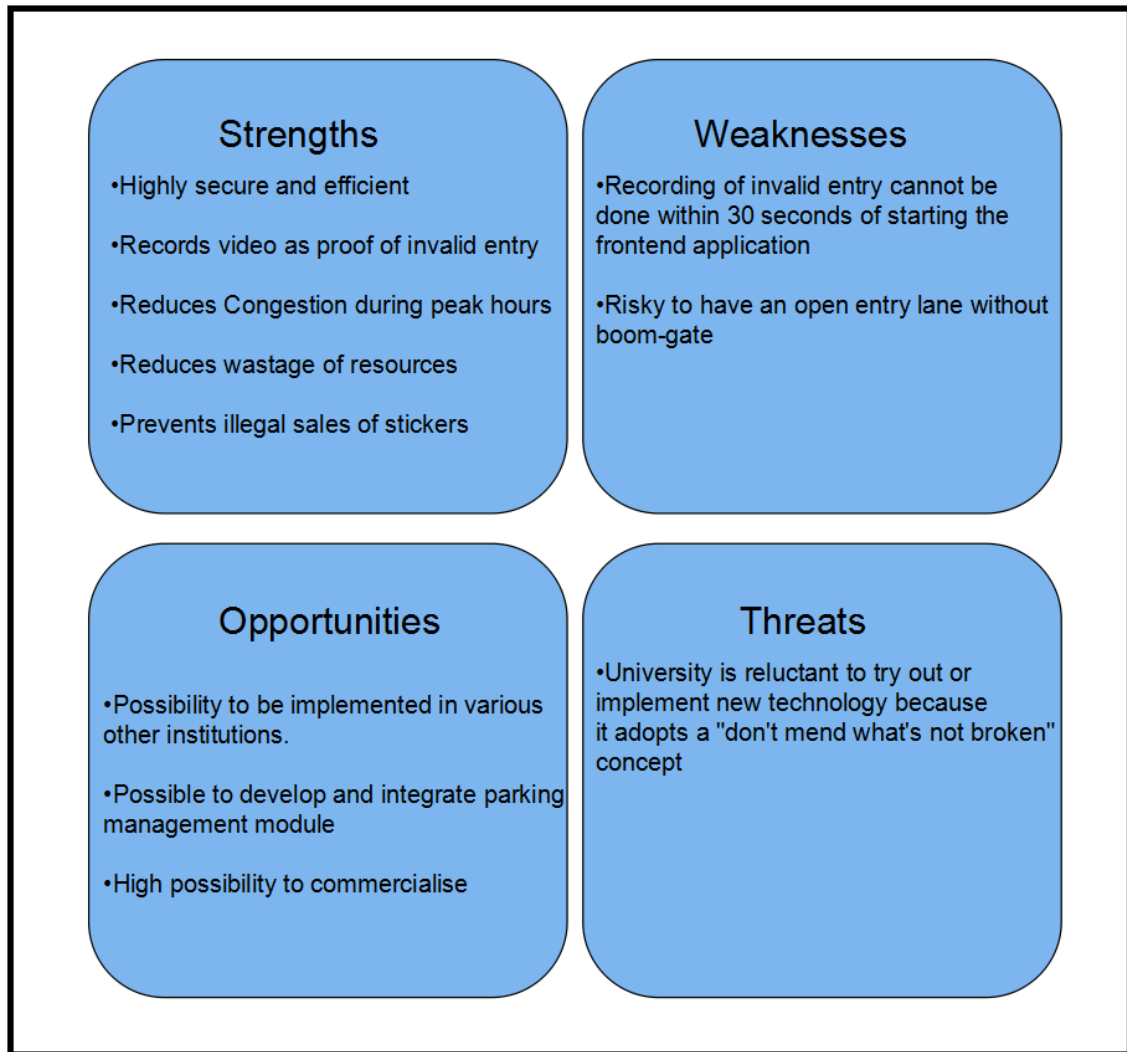 Strengths
•Highly secure and efficient
•Records video as proof of invalid entry
•Reduces Congestion during peak hours
•Reduces wastage of resources
•Prevents illegal sales of stickers
Weaknesses
•Recording of invalid entry cannot be
done within 30 seconds of starting the
frontend application
•Risky to have an open entry lane without
boom-gate
Opportunities
•Possibility to be implemented in various
other institutions.
•Possible to develop and integrate parking
management module
•High possibility to commercialise
Threats
•University is reluctant to try out or
implement new technology because
it adopts a "don't mend what's not broken"
concept